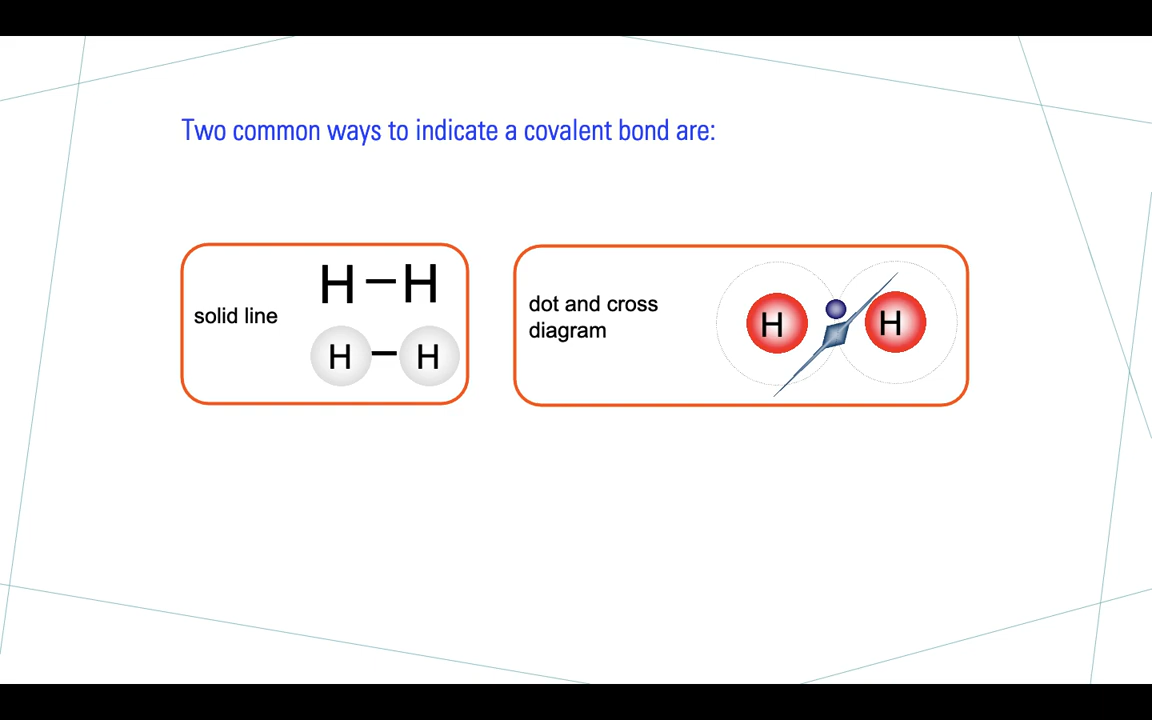 Two common ways to indicate a covalent bond are:
solid line
H – H
H – H
dot and cross
diagram
H H